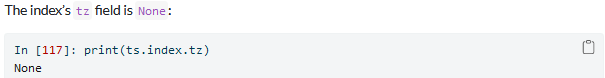 The index's tz field is None:
In [117]: print(ts.index.tz)
None